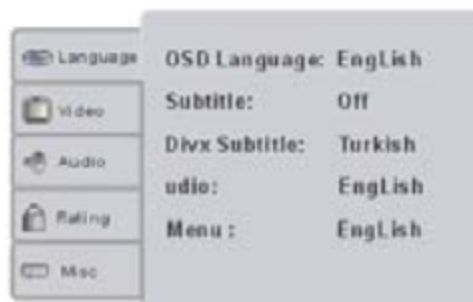 Language
Video
Audio
Rating
Misc
OSD Language: EngLish
Subtitle: Off
Divx Subtitle: Turkish
udio: EngLish
Menu : EngLish